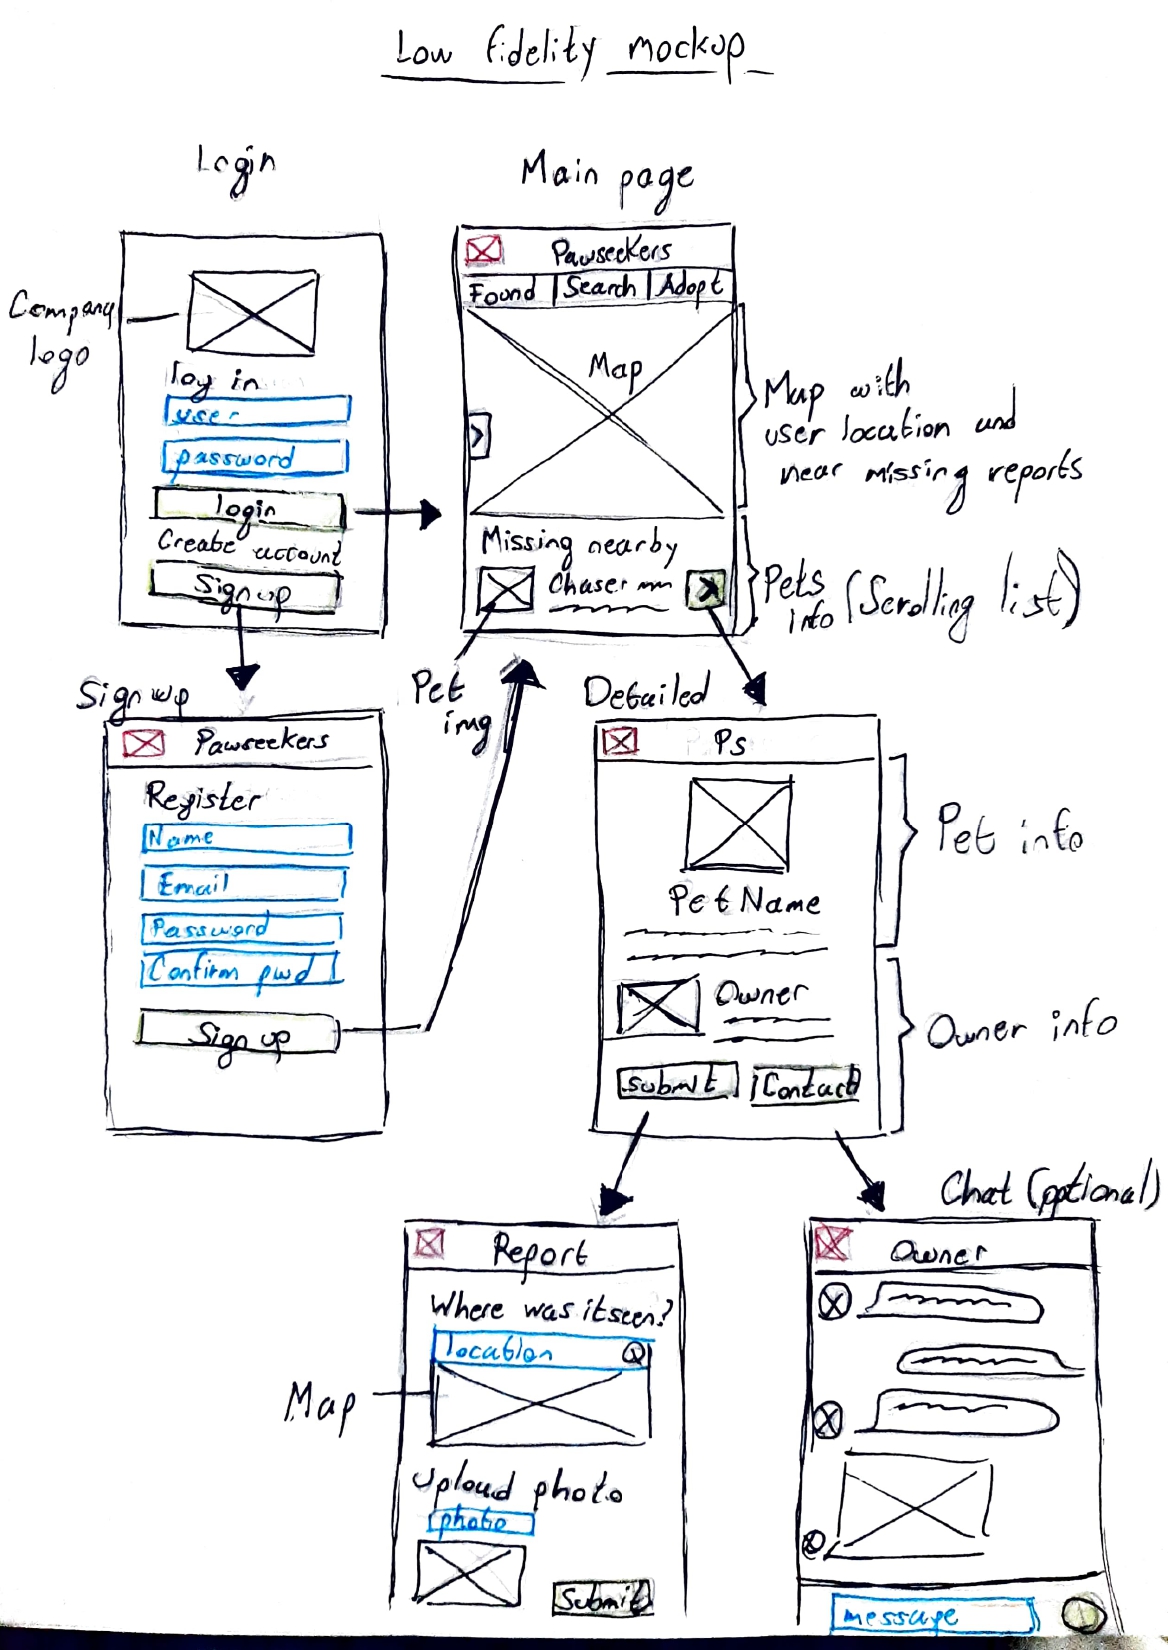 Low fidelity mockup
Login
Company
logo
log in
user
password
login
Create account
Sign up
Main page
Pawseekers
Found Search Adopt
Map
Map with
user location and
near missing reports
Missing nearby
Chaser
Pets
info (Scrolling list)
Pet
img
Sign up
Pawseekers
Register
Name
Email
Password
Confirm pwd
Sign up
Detailed
Ps
Pet Name
Pet info
Owner
Owner info
submit Contact
Report
Where was it seen?
location
Map
Upload photo
photo
Submit
Chat (optional)
Owner
message